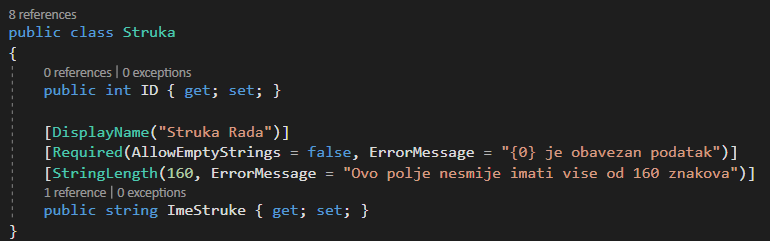 8 references
public class Struka
{
0 references | 0 exceptions
public int ID { get; set; }
[DisplayName("Struka Rada")]
[Required(AllowEmptyStrings = false, ErrorMessage = "{0} je obavezan podatak")]
[StringLength(160, ErrorMessage = "Ovo polje nesmije imati vise od 160 znakova")]
1 reference | 0 exceptions
public string ImeStruke { get; set; }
}